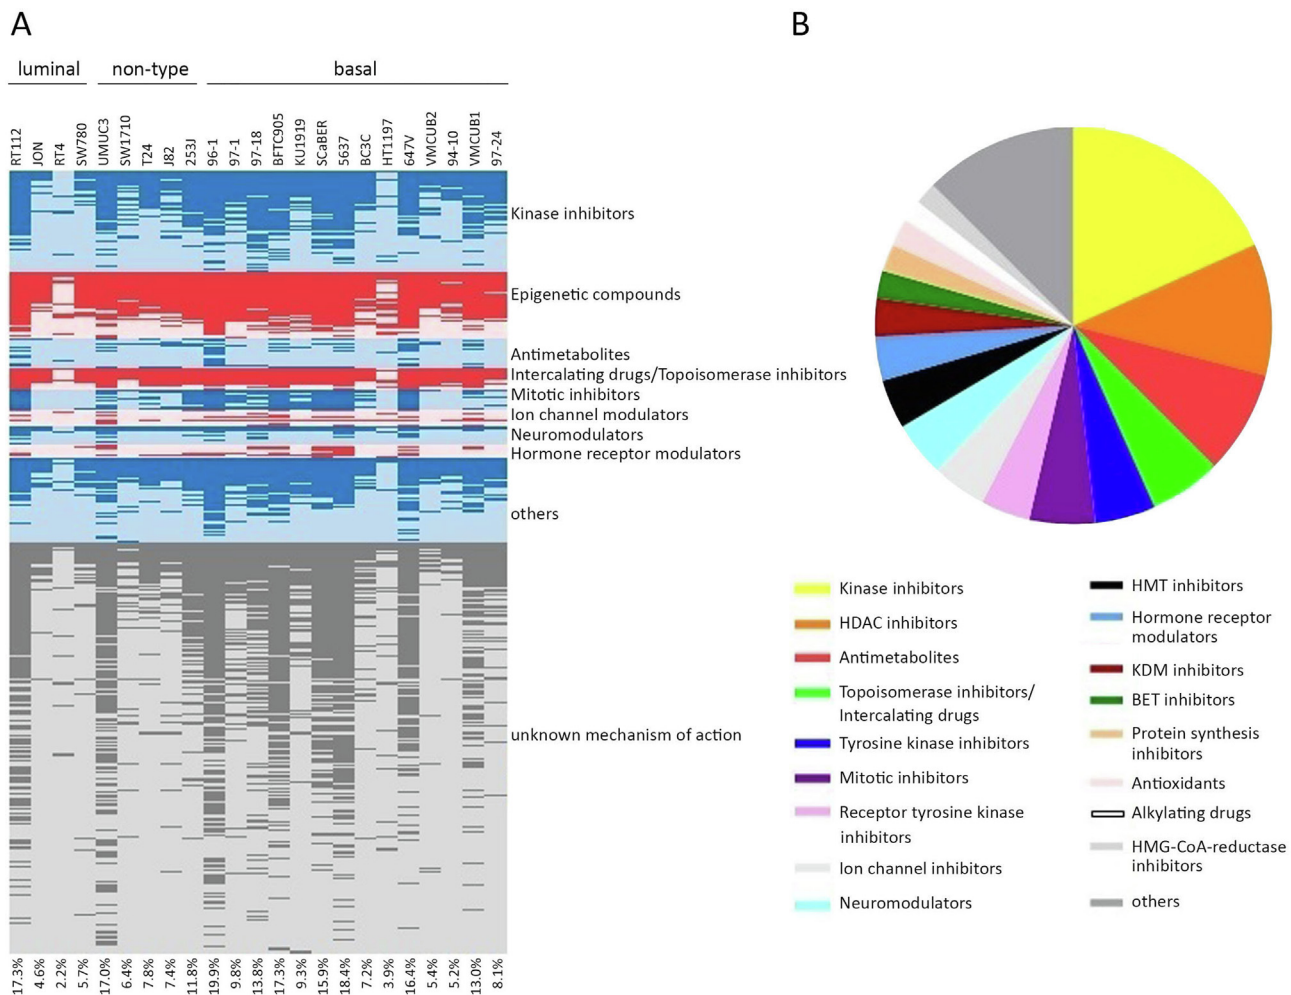 A
B
luminal
non-type
basal
RT112
JON
RT4
SW780
UMUC3
SW1710
T24
J82
253J
96-1
97-1
97-18
BFTC905
KU1919
SCaBER
5637
BC3C
HT1197
647V
VMCUB2
94-10
VMCUB1
97-24
Kinase inhibitors
Epigenetic compounds
Antimetabolites
Intercalating drugs/Topoisomerase inhibitors
Mitotic inhibitors
Ion channel modulators
Neuromodulators
Hormone receptor modulators
others
unknown mechanism of action
17.3%
4.6%
2.2%
5.7%
17.0%
6.4%
7.8%
7.4%
11.8%
19.9%
9.8%
13.8%
17.3%
9.3%
15.9%
18.4%
7.2%
3.9%
16.4%
5.4%
5.2%
13.0%
8.1%
Kinase inhibitors
HDAC inhibitors
Antimetabolites
Topoisomerase inhibitors/
Intercalating drugs
Tyrosine kinase inhibitors
Mitotic inhibitors
Receptor tyrosine kinase
inhibitors
Ion channel inhibitors
Neuromodulators
HMT inhibitors
Hormone receptor
modulators
KDM inhibitors
BET inhibitors
Protein synthesis
inhibitors
Antioxidants
Alkylating drugs
HMG-CoA-reductase
inhibitors
others